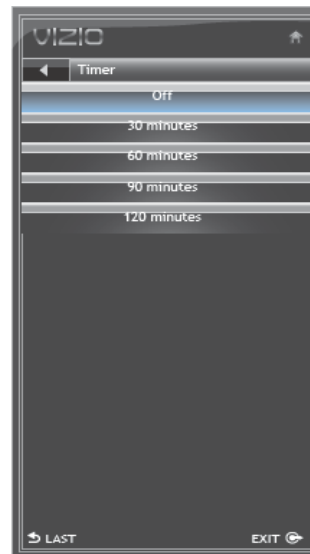 VIZIO
Timer
Off
30 minutes
60 minutes
90 minutes
120 minutes
LAST EXIT